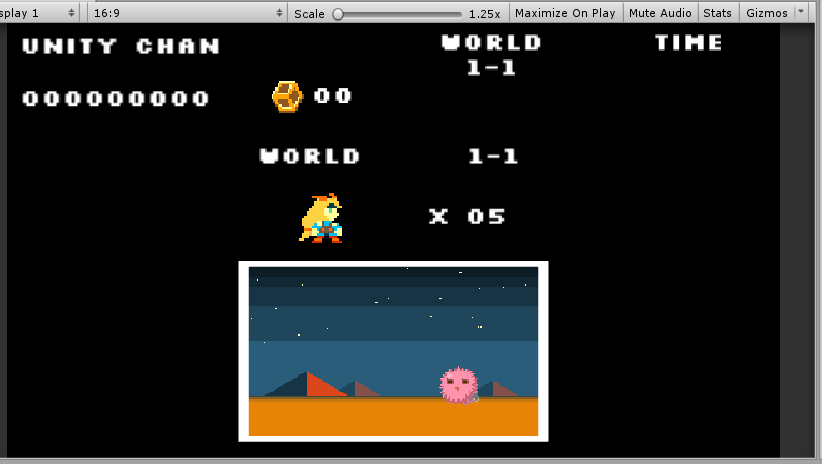 splay 1 16:9 Scale 1.25x Maximize On Play Mute Audio Stats Gizmos
UNITY CHAN WORLD TIME
1-1
000000000 00
WORLD 1-1
X 05